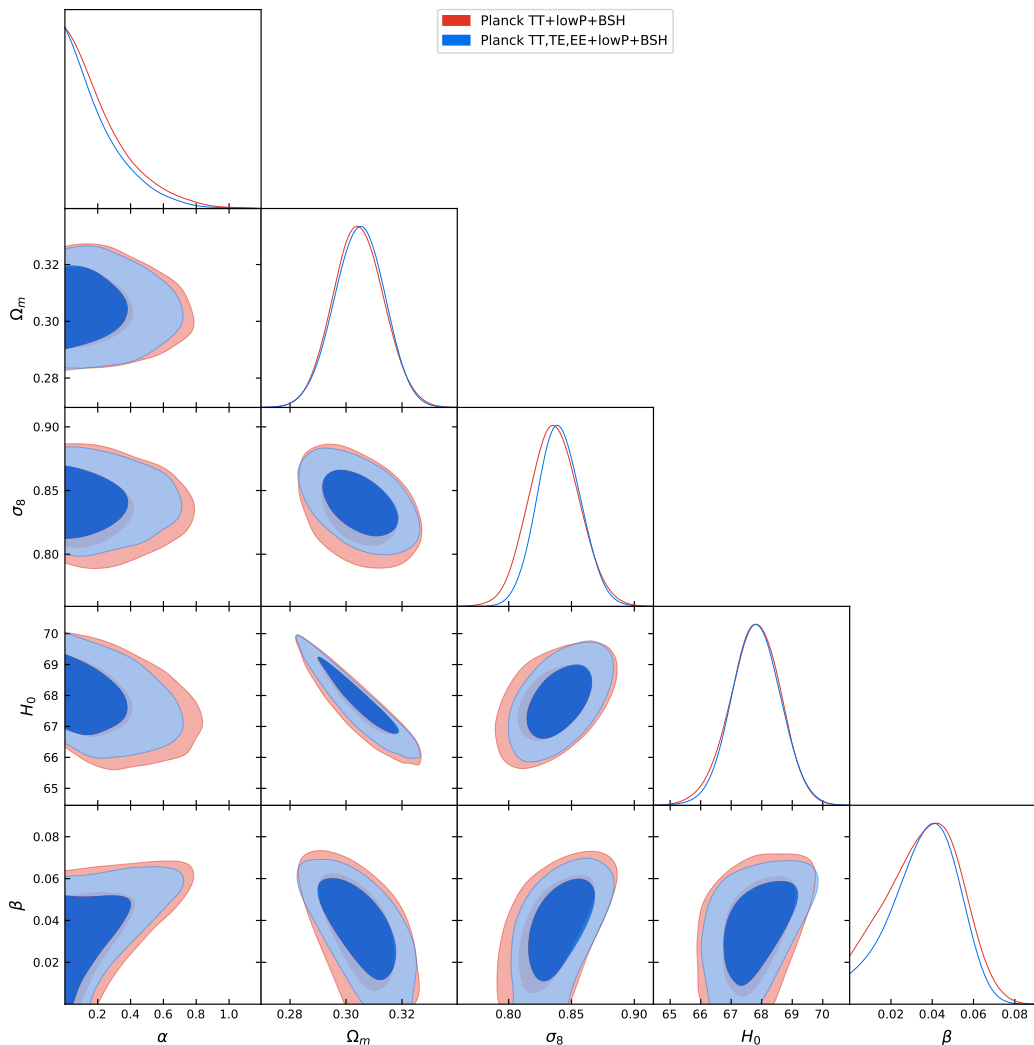 Planck TT+lowP+BSH
Planck TT,TE,EE+lowP+BSH
Ωm
0.32
0.30
0.28
σ8
0.90
0.85
0.80
H0
70
69
68
67
66
65
β
0.08
0.06
0.04
0.02
0.2 0.4 0.6 0.8 1.0
0.28 0.32
0.80 0.85 0.90
65 66 67 68 69 70
0.02 0.04 0.06 0.08
α
Ωm
σ8
H0
β